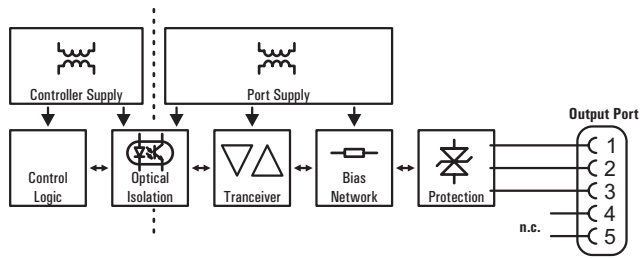 Controller Supply
Port Supply
Output Port
Control
Logic
Optical
Isolation
Tranceiver
Bias
Network
Protection
1
2
3
4
5
n.c.